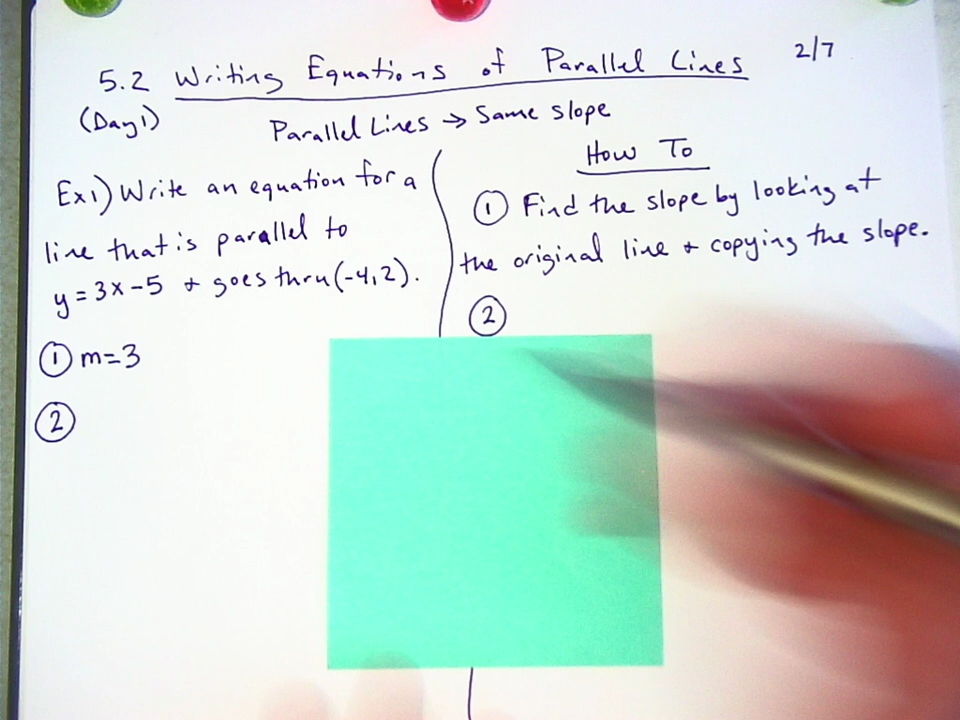 5.2 Writing Equations of Parallel Lines 2/7
(Day 1) Parallel Lines → Same slope
Ex1) Write an equation for a
line that is parallel to
y = 3x - 5 + goes thru (-4,2).
① m=3
②
How To
① Find the slope by looking at
the original line + copying the slope.
②